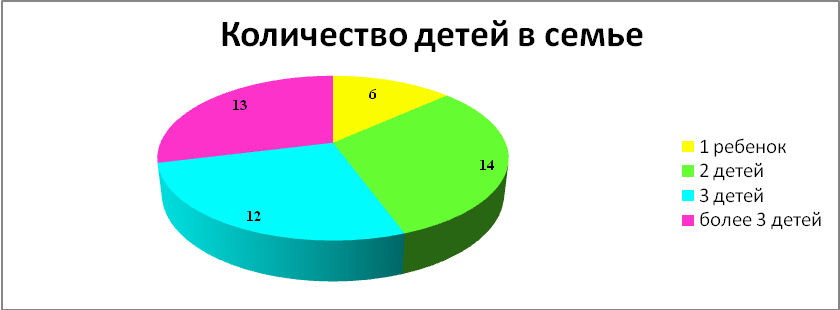 Количество детей в семье
6
13
14
12
1 ребенок
2 детей
3 детей
более 3 детей